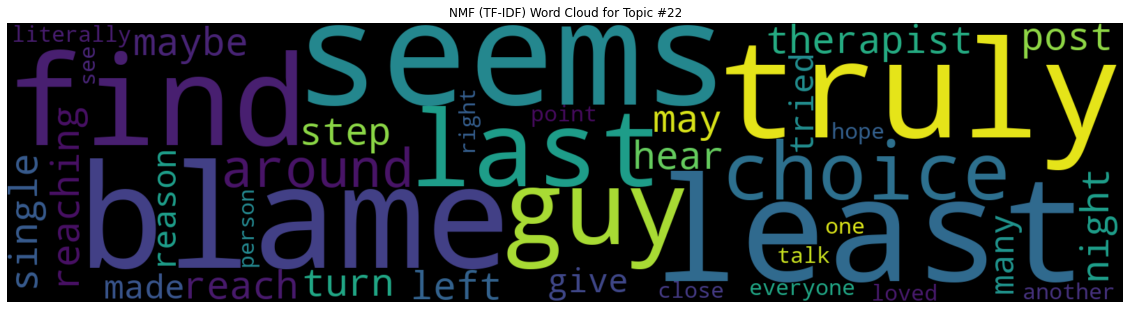 NMF (TF-IDF) Word Cloud for Topic #22
literally
maybe
seems
therapist
post
see
find
truly
tried
right
point
may
hope
step
last
hear
reaching
around
choice
single
reason
person
blame
guy
least
night
many
one
talk
made
reach
turn
left
give
close
everyone
loved
another